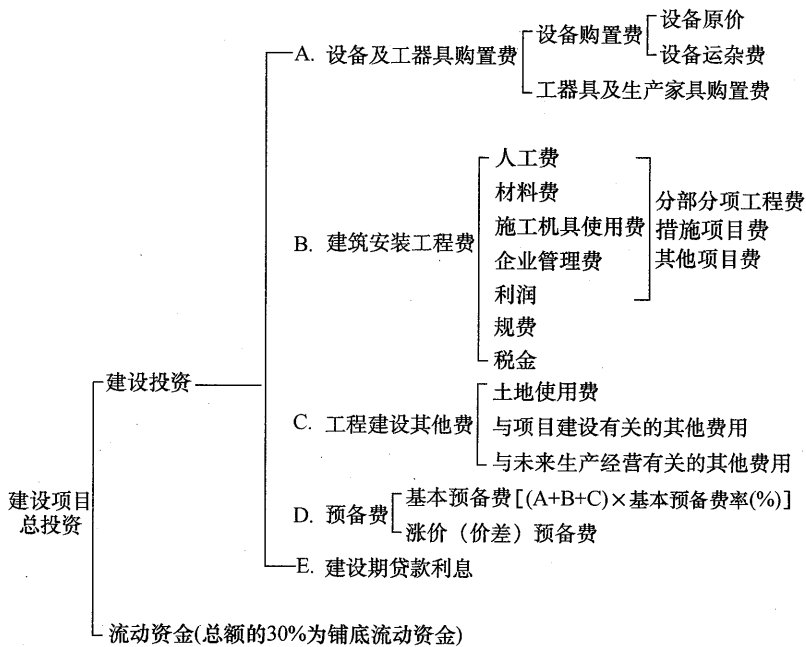 建设项目
总投资
建设投资
A. 设备及工器具购置费
设备购置费
设备原价
设备运杂费
工器具及生产家具购置费
B. 建筑安装工程费
人工费
材料费
施工机具使用费
企业管理费
利润
规费
税金
分部分项工程费
措施项目费
其他项目费
C. 工程建设其他费
土地使用费
与项目建设有关的其他费用
与未来生产经营有关的其他费用
D. 预备费
基本预备费[(A+B+C)×基本预备费率(%)]
涨价（价差）预备费
E. 建设期贷款利息
流动资金(总额的30%为铺底流动资金)